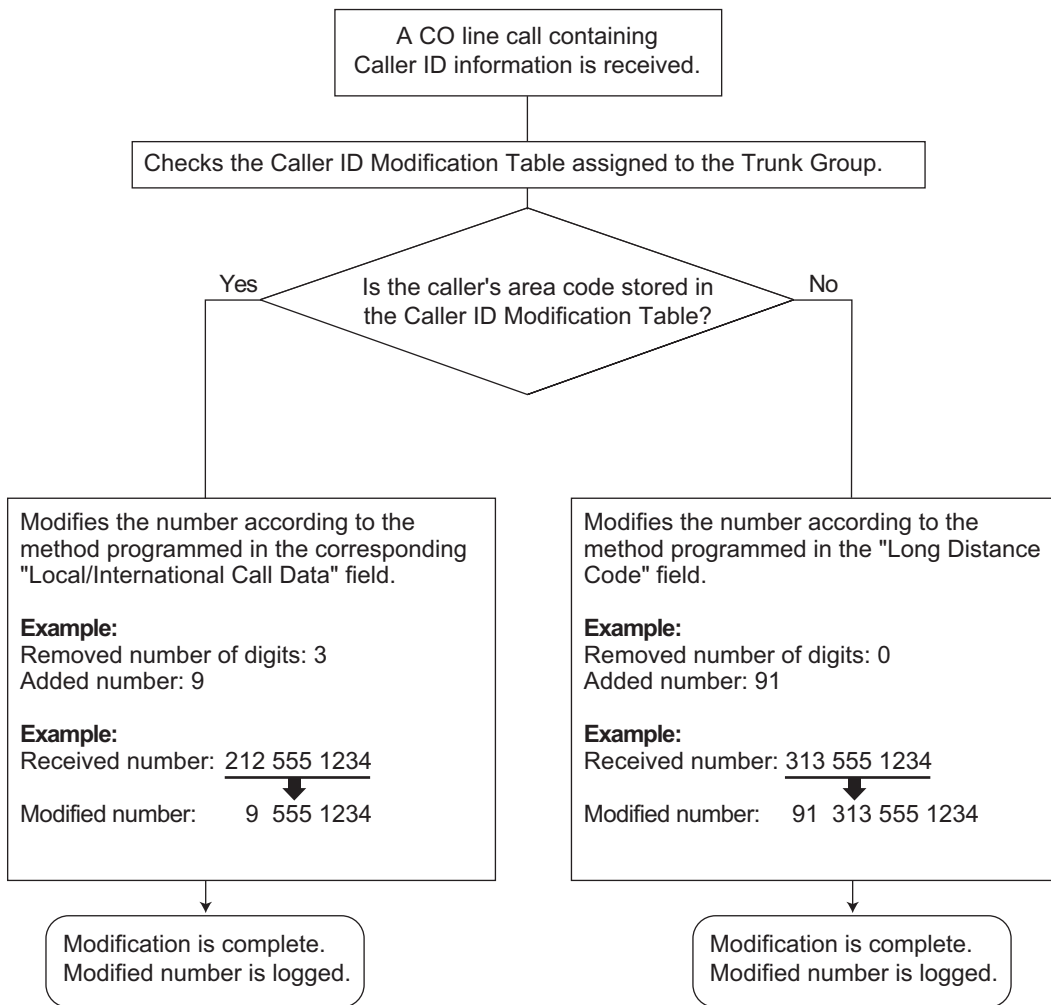 A CO line call containing
Caller ID information is received.
Checks the Caller ID Modification Table assigned to the Trunk Group.
Yes
Is the caller's area code stored in
the Caller ID Modification Table?
No
Modifies the number according to the
method programmed in the corresponding
"Local/International Call Data" field.
Example:
Removed number of digits: 3
Added number: 9
Example:
Received number: 212 555 1234
Modified number: 9 555 1234
Modification is complete.
Modified number is logged.
Modifies the number according to the
method programmed in the "Long Distance
Code" field.
Example:
Removed number of digits: 0
Added number: 91
Example:
Received number: 313 555 1234
Modified number: 91 313 555 1234
Modification is complete.
Modified number is logged.